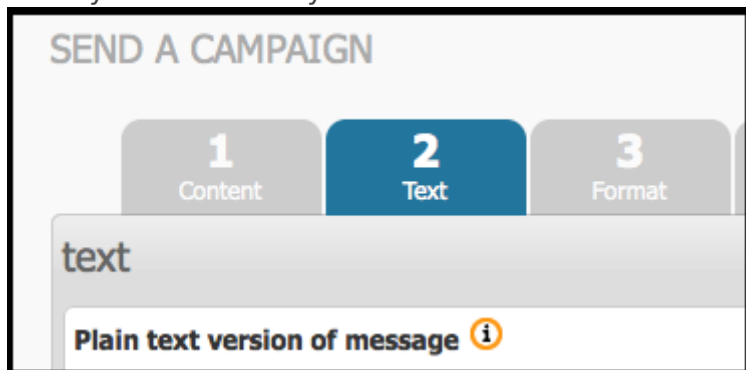 SEND A CAMPAIGN
1 2 3
Content Text Format
text
Plain text version of message